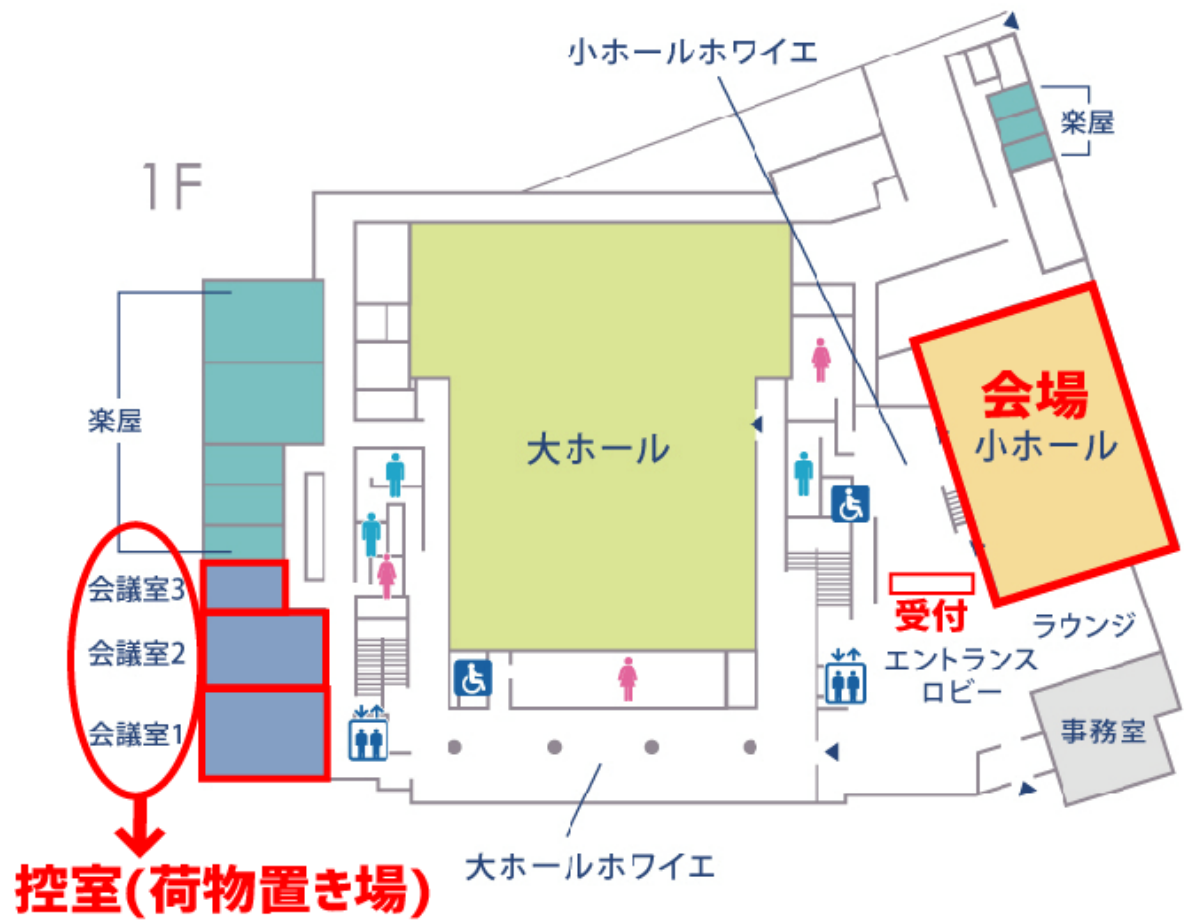 小ホールホワイエ
楽屋
1F
会場
小ホール
楽屋
大ホール
会議室3
会議室2
会議室1
受付
ラウンジ
エントランス
ロビー
事務室
大ホールホワイエ
控室(荷物置き場)